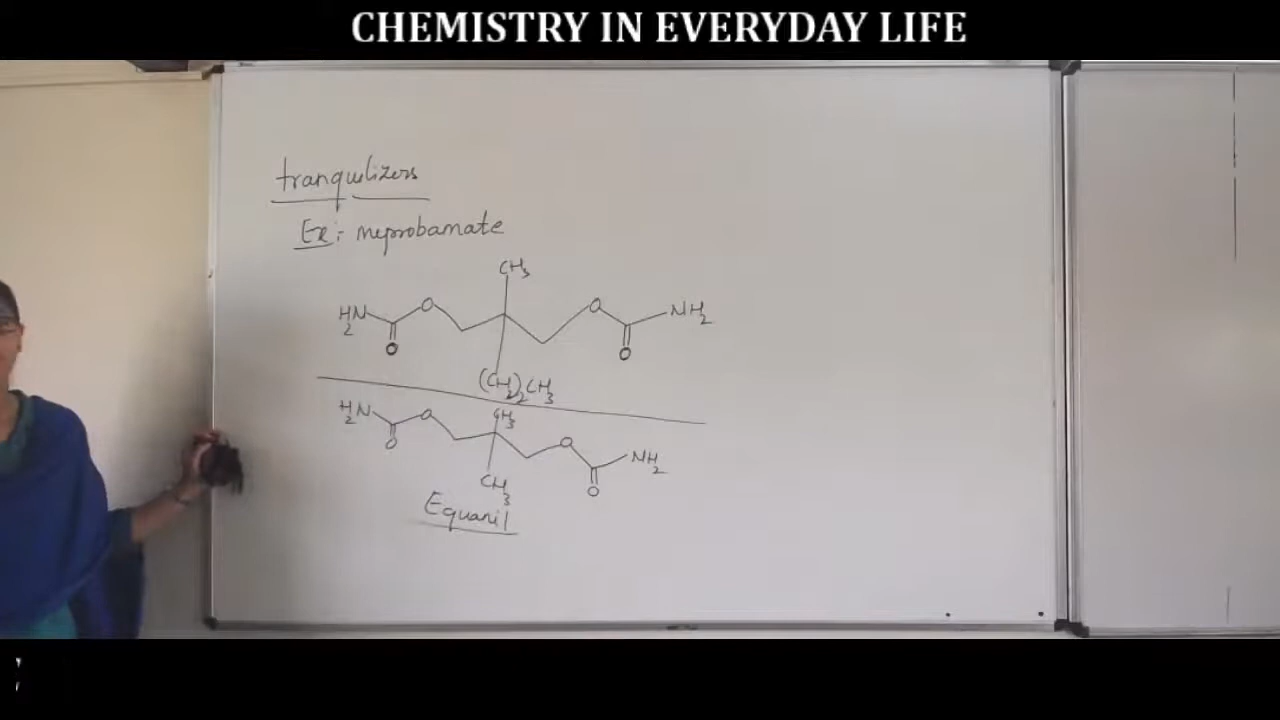 CHEMISTRY IN EVERYDAY LIFE
tranquilizers
Ex:- meprobamate
CH3
H2N O O NH2
O O
(CH2)2CH3
H2N O CH3 O NH2
O O
CH3
Equanil